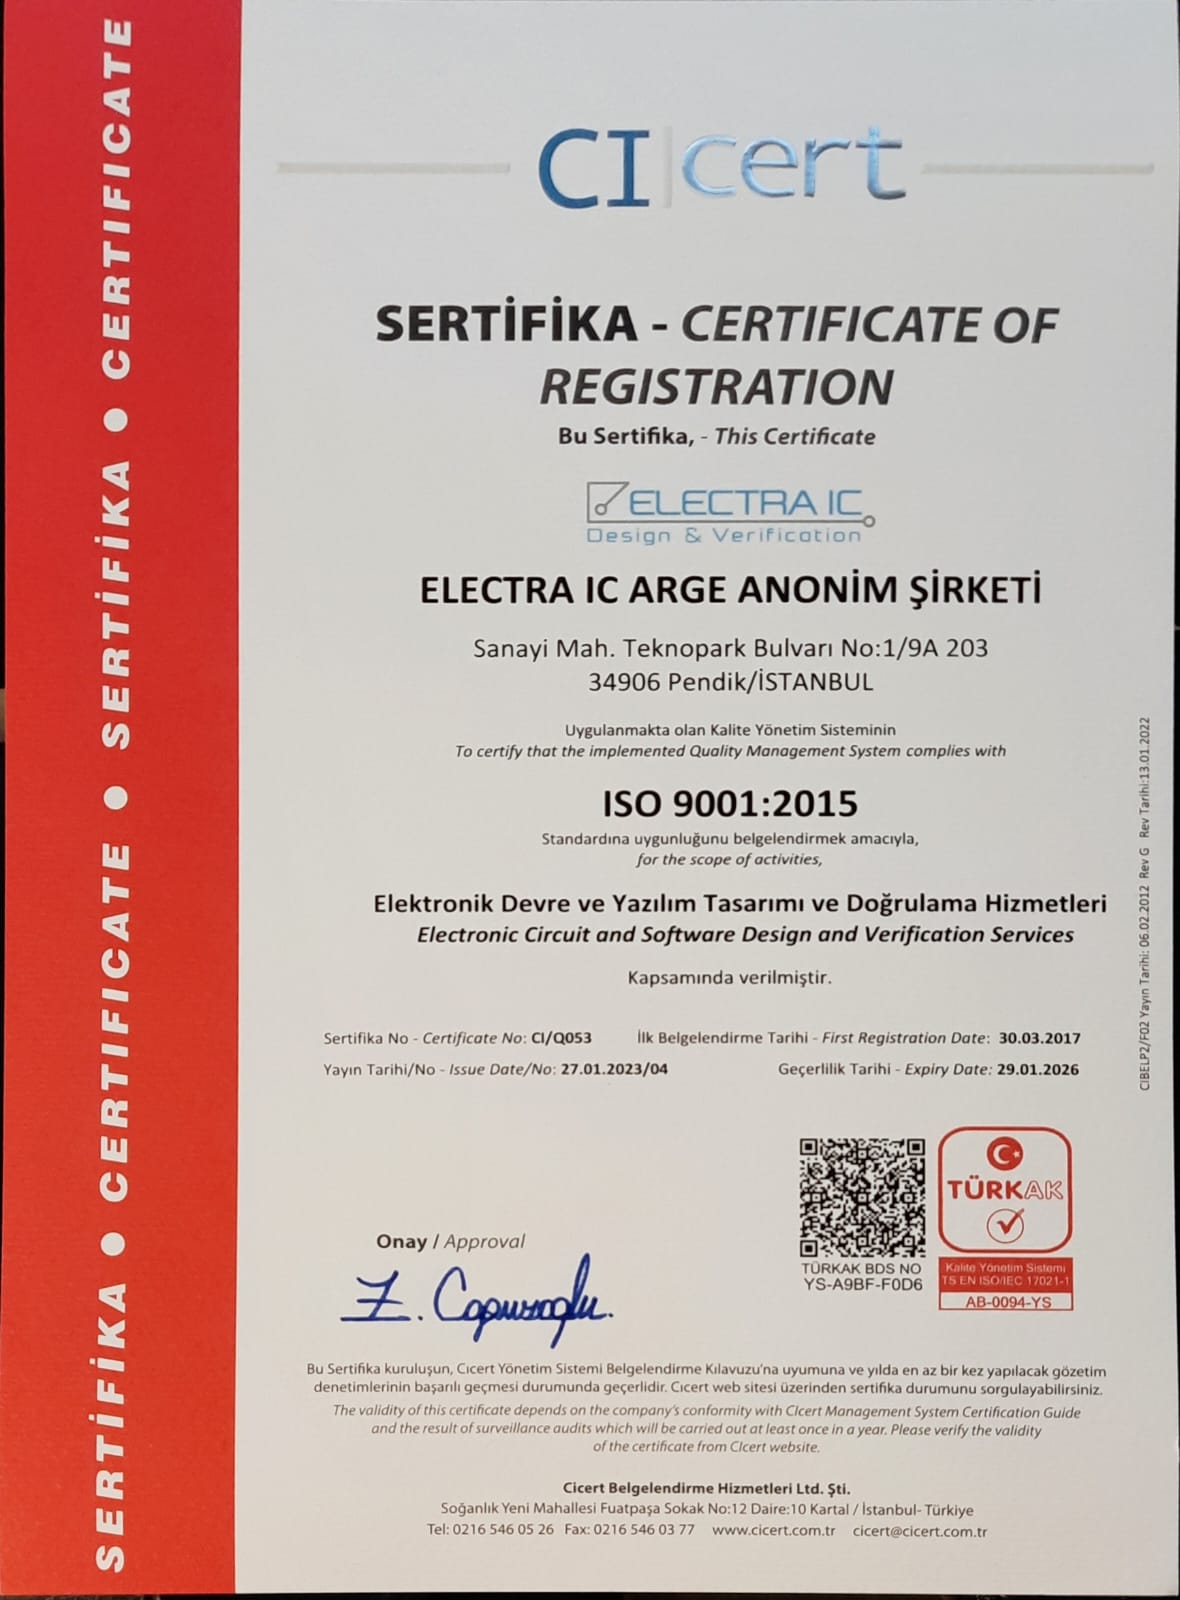 SERTİFİKA ● CERTIFICATE ● SERTİFİKA ● CERTIFICATE
CI cert
SERTİFİKA - CERTIFICATE OF
REGISTRATION
Bu Sertifika, - This Certificate
ELECTRA IC
Design & Verification
ELECTRA IC ARGE ANONİM ŞİRKETİ
Sanayi Mah. Teknopark Bulvarı No:1/9A 203
34906 Pendik/İSTANBUL
Uygulanmakta olan Kalite Yönetim Sisteminin
To certify that the implemented Quality Management System complies with
ISO 9001:2015
Standardına uygunluğunu belgelendirmek amacıyla,
for the scope of activities,
Elektronik Devre ve Yazılım Tasarımı ve Doğrulama Hizmetleri
Electronic Circuit and Software Design and Verification Services
Kapsamında verilmiştir.
Sertifika No - Certificate No: CI/Q053 İlk Belgelendirme Tarihi - First Registration Date: 30.03.2017
Yayın Tarihi/No - Issue Date/No: 27.01.2023/04 Geçerlilik Tarihi - Expiry Date: 29.01.2026
CIBELP2/F02 Yayın Tarihi: 06.02.2012 Rev G Rev Tarihi:13.01.2022
TÜRKAK
TÜRKAK BDS NO
YS-A9BF-F0D6
Kalite Yönetim Sistemi
TS EN ISO/IEC 17021-1
AB-0094-YS
Onay / Approval
Bu Sertifika kuruluşun, Cıcert Yönetim Sistemi Belgelendirme Kılavuzu'na uyumuna ve yılda en az bir kez yapılacak gözetim
denetimlerinin başarılı geçmesi durumunda geçerlidir. Cıcert web sitesi üzerinden sertifika durumunu sorgulayabilirsiniz.
The validity of this certificate depends on the company's conformity with CIcert Management System Certification Guide
and the result of surveillance audits which will be carried out at least once in a year. Please verify the validity
of the certificate from CIcert website.
Cicert Belgelendirme Hizmetleri Ltd. Şti.
Soğanlık Yeni Mahallesi Fuatpaşa Sokak No:12 Daire:10 Kartal / İstanbul- Türkiye
Tel: 0216 546 05 26 Fax: 0216 546 03 77 www.cicert.com.tr cicert@cicert.com.tr